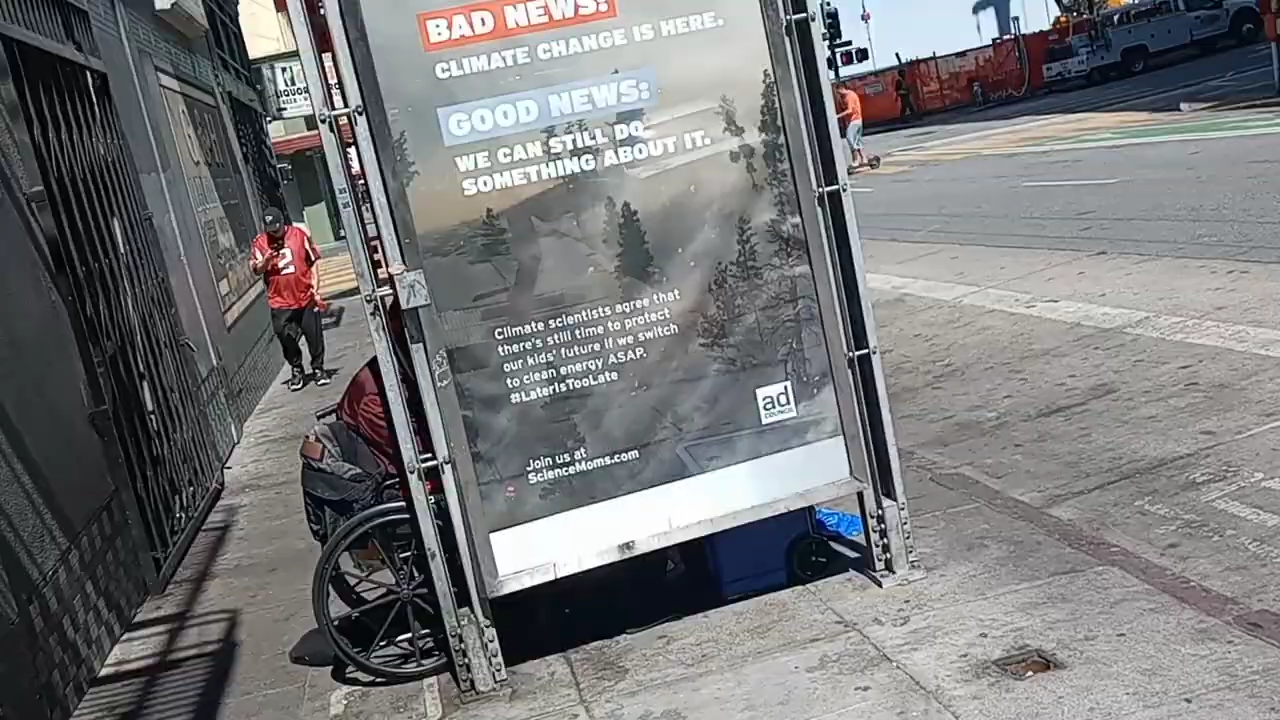 BAD NEWS:
CLIMATE CHANGE IS HERE.
GOOD NEWS:
WE CAN STILL DO
SOMETHING ABOUT IT.
Climate scientists agree that
there's still time to protect
our kids' future if we switch
to clean energy ASAP.
#LaterIsTooLate
Join us at
ScienceMoms.com
ad
COUNCIL
LIQUOR
2